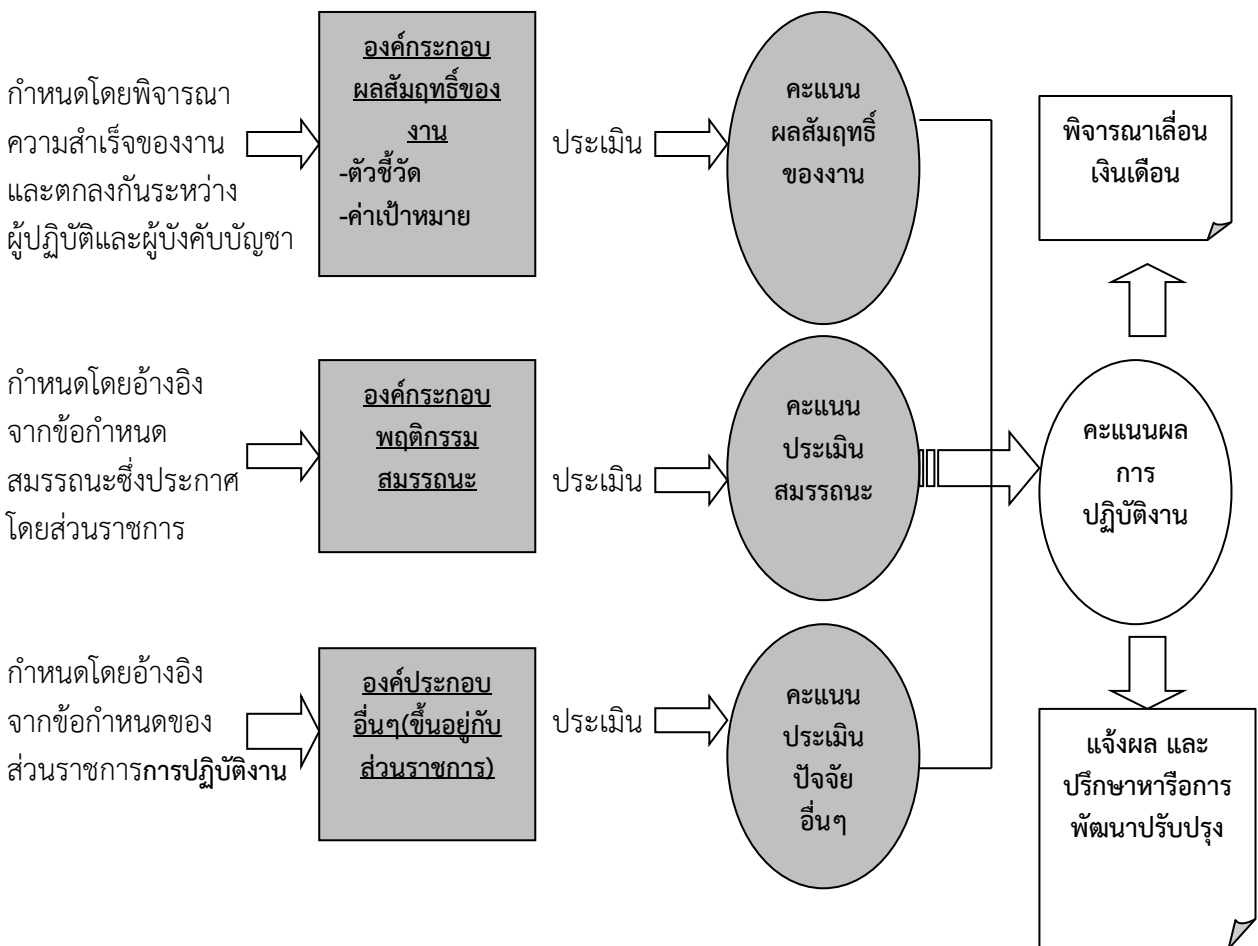 กำหนดโดยพิจารณา
ความสำเร็จของงาน
และตกลงกันระหว่าง
ผู้ปฏิบัติและผู้บังคับบัญชา
องค์กระกอบ
ผลสัมฤทธิ์ของ
งาน
-ตัวชี้วัด
-ค่าเป้าหมาย
ประเมิน
คะแนน
ผลสัมฤทธิ์
ของงาน
พิจารณาเลื่อน
เงินเดือน
กำหนดโดยอ้างอิง
จากข้อกำหนด
สมรรถนะซึ่งประกาศ
โดยส่วนราชการ
องค์กระกอบ
พฤติกรรม
สมรรถนะ
ประเมิน
คะแนน
ประเมิน
สมรรถนะ
คะแนนผล
การ
ปฏิบัติงาน
กำหนดโดยอ้างอิง
จากข้อกำหนดของ
ส่วนราชการการปฏิบัติงาน
องค์ประกอบ
อื่นๆ(ขึ้นอยู่กับ
ส่วนราชการ)
ประเมิน
คะแนน
ประเมิน
ปัจจัย
อื่นๆ
แจ้งผล และ
ปรึกษาหารือการ
พัฒนาปรับปรุง